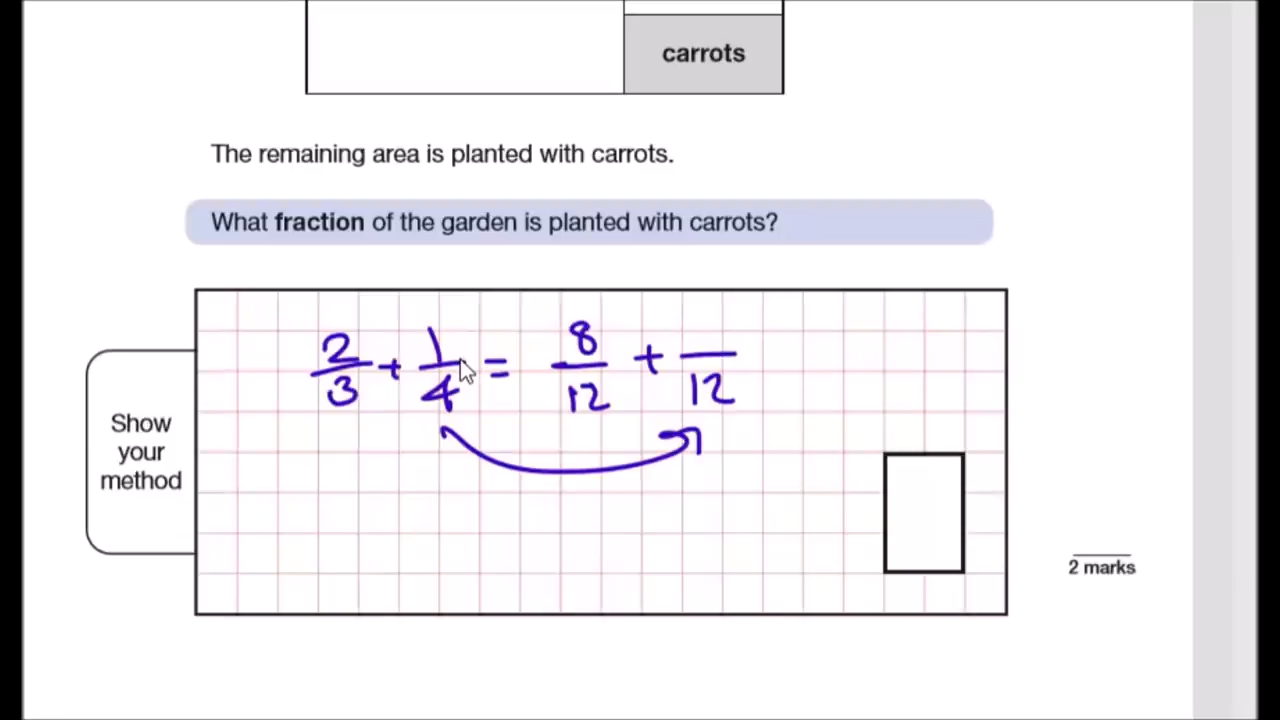 carrots
The remaining area is planted with carrots.
What fraction of the garden is planted with carrots?
2/3 + 1/4 = 8/12 + /12
Show
your
method
2 marks